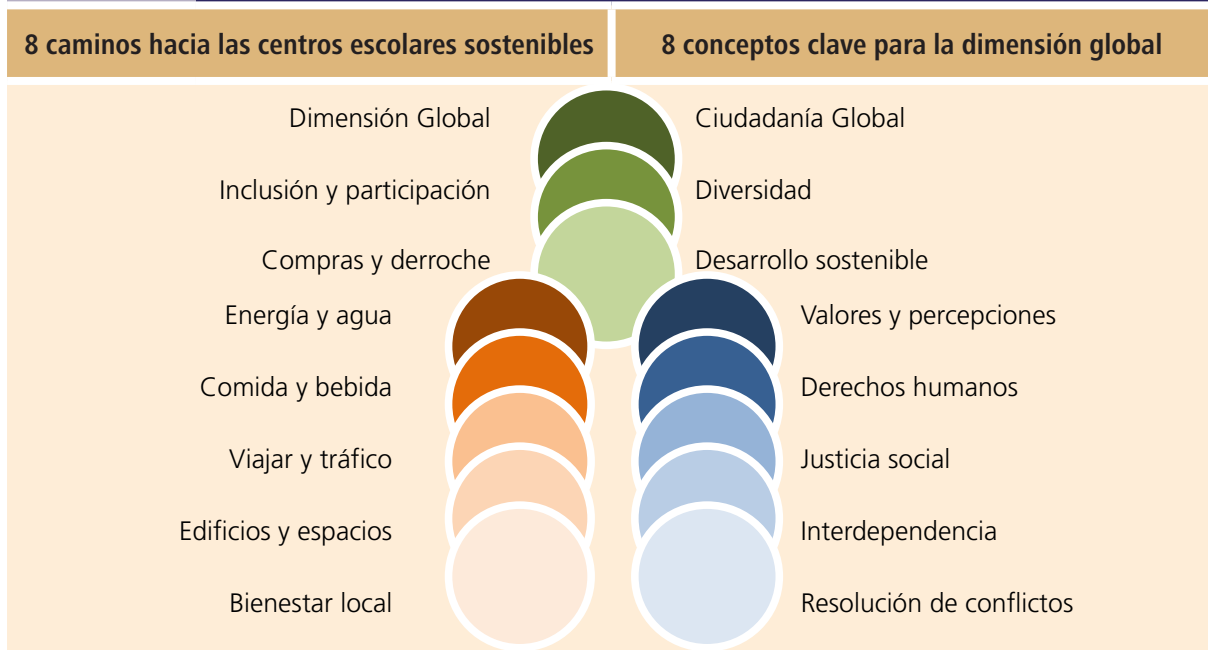 8 caminos hacia las centros escolares sostenibles
8 conceptos clave para la dimensión global
Dimensión Global
Ciudadanía Global
Inclusión y participación
Diversidad
Compras y derroche
Desarrollo sostenible
Energía y agua
Valores y percepciones
Comida y bebida
Derechos humanos
Viajar y tráfico
Justicia social
Edificios y espacios
Interdependencia
Bienestar local
Resolución de conflictos